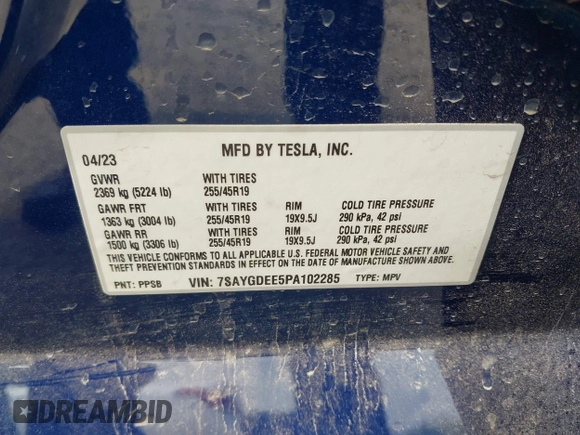 04/23 MFD BY TESLA, INC.
GVWR WITH TIRES
2369 kg (5224 lb) 255/45R19
GAWR FRT WITH TIRES RIM COLD TIRE PRESSURE
1363 kg (3004 lb) 255/45R19 19X9.5J 290 kPa, 42 psi
GAWR RR WITH TIRES RIM COLD TIRE PRESSURE
1500 kg (3306 lb) 255/45R19 19X9.5J 290 kPa, 42 psi
THIS VEHICLE CONFORMS TO ALL APPLICABLE FEDERAL MOTOR VEHICLE SAFETY AND
THEFT PREVENTION STANDARDS IN EFFECT ON THE DATE OF MANUFACTURE SHOWN ABOVE.
PNT: PPSB VIN: 7SAYGDEE5PA102285 TYPE: MPV
DREAMBID